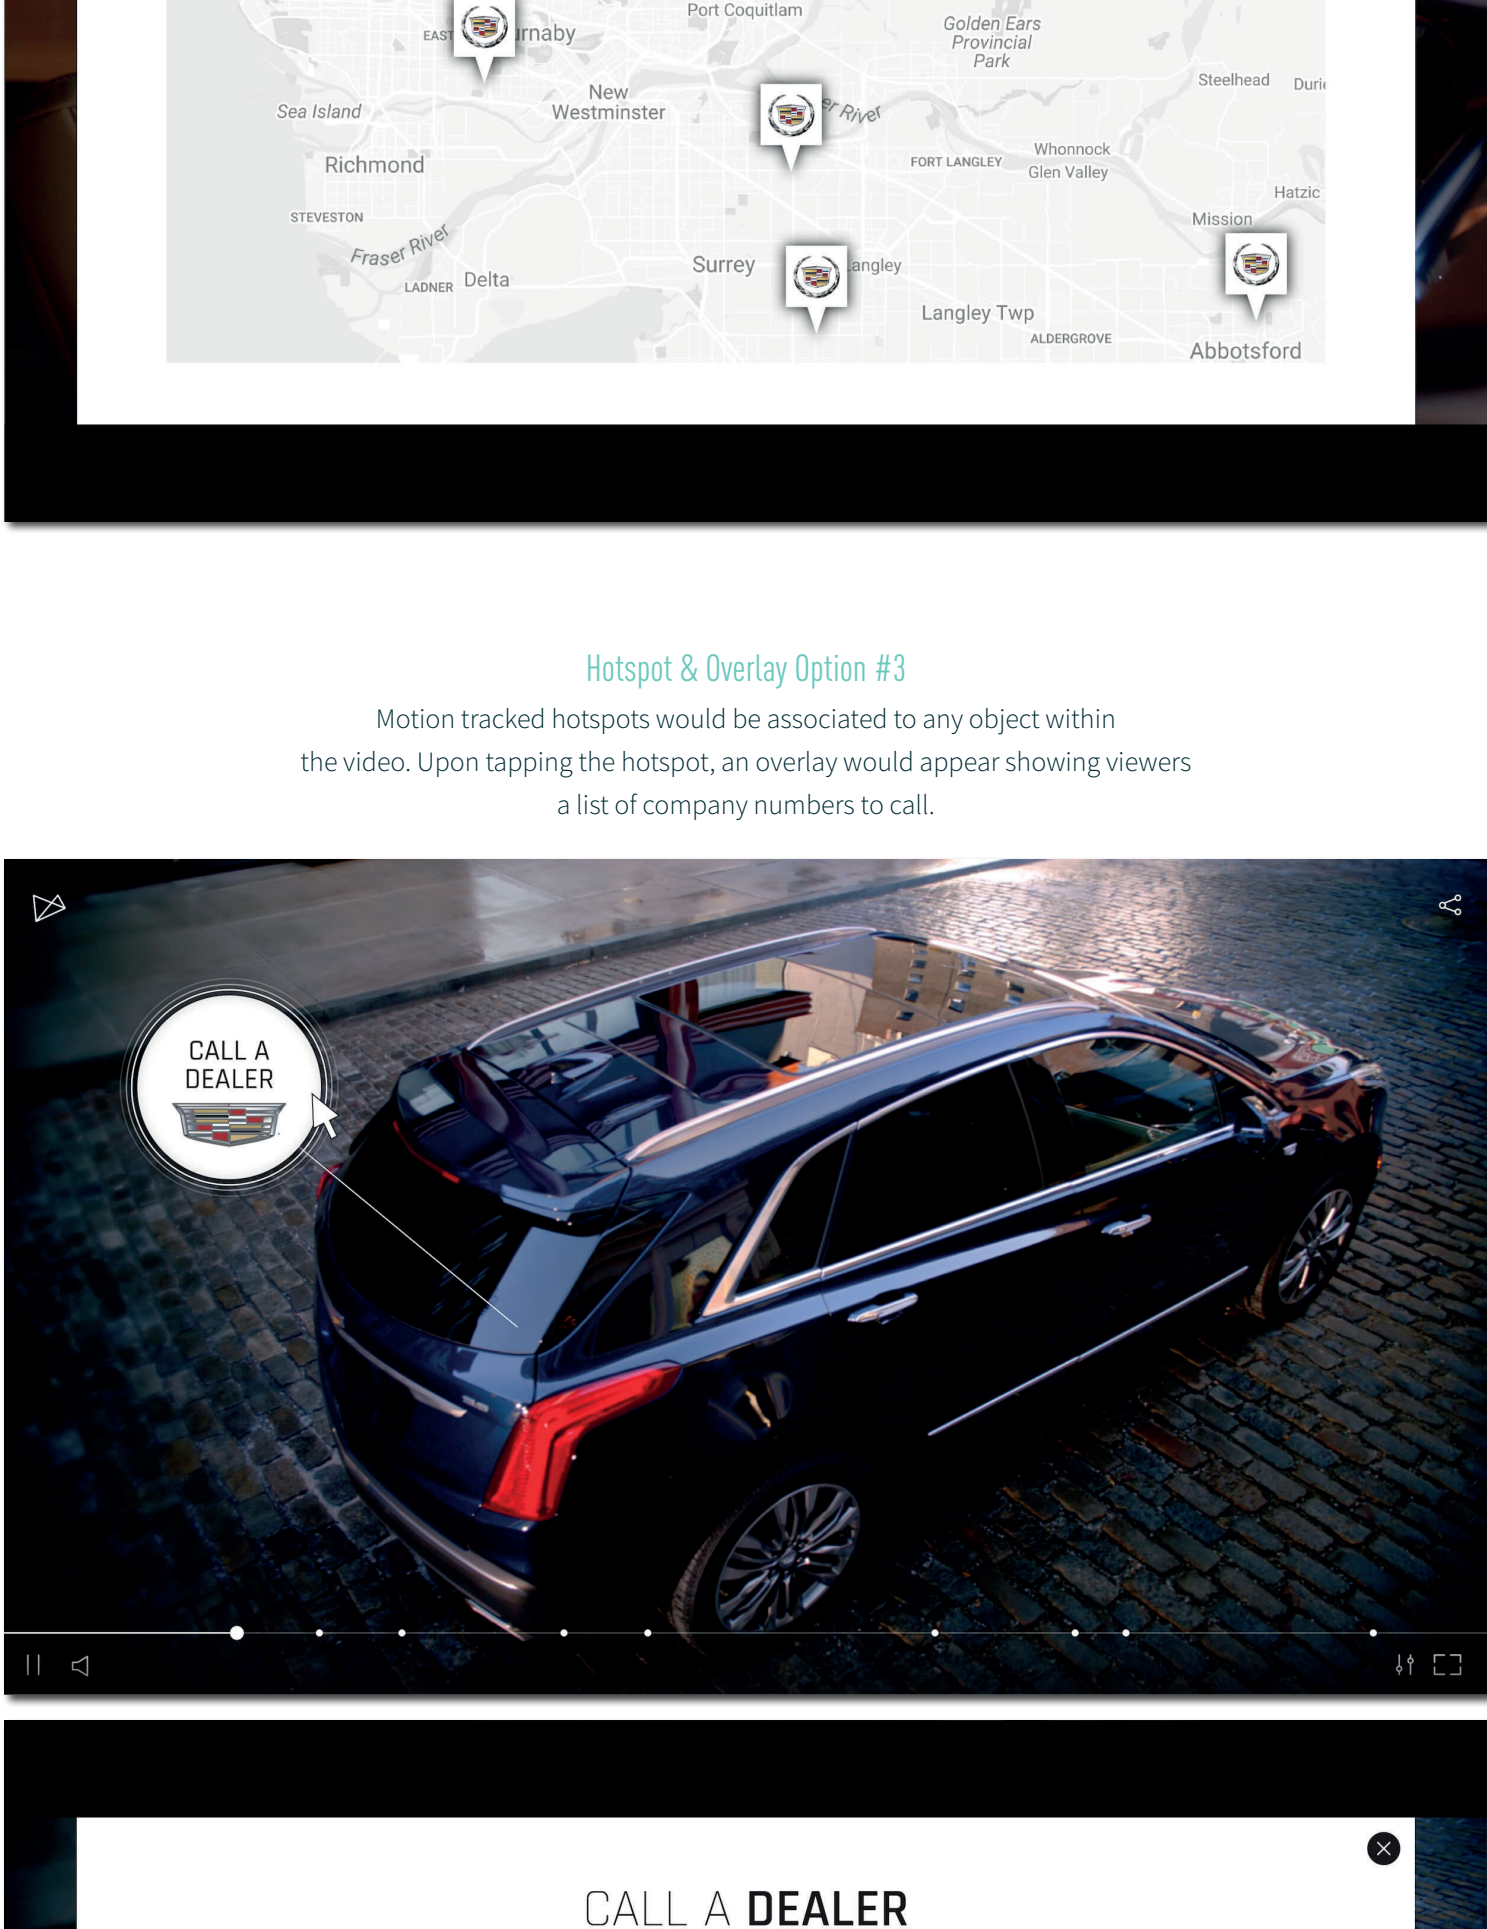 Port Coquitlam
EAST
urnaby
Golden Ears
Provincial
Park
Steelhead
New
Westminster
er River
Sea Island
Whonnock
Richmond
FORT LANGLEY
Glen Valley
Hatzic
STEVESTON
Mission
Fraser River
Surrey
angley
LADNER
Delta
Langley Twp
ALDERGROVE
Abbotsford
Hotspot & Overlay Option #3
Motion tracked hotspots would be associated to any object within
the video. Upon tapping the hotspot, an overlay would appear showing viewers
a list of company numbers to call.
CALL A
DEALER
CALL A DEALER